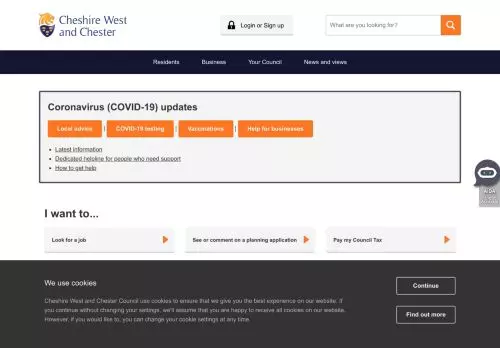 Cheshire West
and Chester
Login or Sign up
What are you looking for?
Residents
Business
Your Council
News and views
Coronavirus (COVID-19) updates
Local advice | COVID-19 testing | Vaccinations | Help for businesses
Latest information
Dedicated helpline for people who need support
How to get help
I want to...
Look for a job
See or comment on a planning application
Pay my Council Tax
We use cookies
Cheshire West and Chester Council use cookies to ensure that we give you the best experience on our website. If
you continue without changing your settings, we'll assume that you are happy to receive all cookies on our website.
However, if you would like to, you can change your cookie settings at any time.
Continue
Find out more